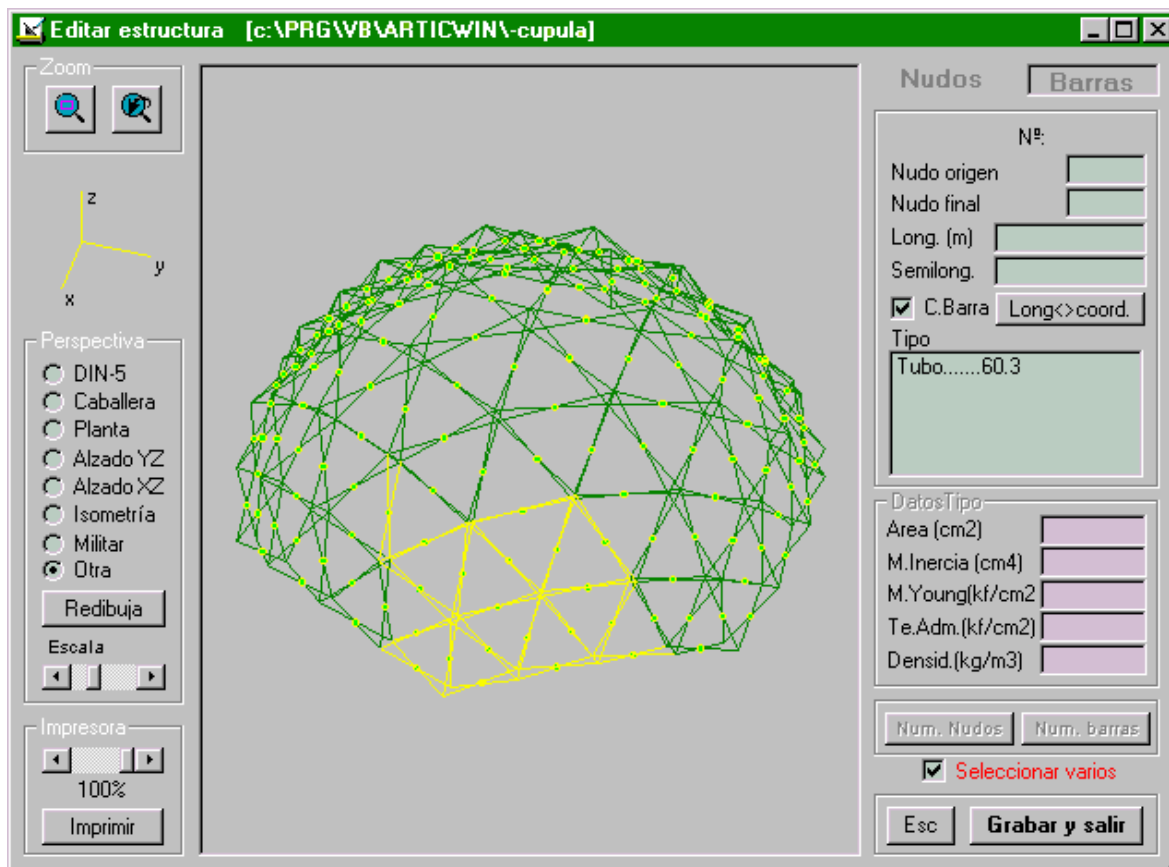 Editar estructura [c:\PRG\VB\ARTICWIN\-cupula]
Zoom
z
y
x
Perspectiva
DIN-5
Caballera
Planta
Alzado YZ
Alzado XZ
Isometría
Militar
Otra
Redibuja
Escala
Impresora
100%
Imprimir
Nudos Barras
Nº:
Nudo origen
Nudo final
Long. (m)
Semilong.
C.Barra Long<>coord.
Tipo
Tubo.......60.3
DatosTipo
Area (cm2)
M.Inercia (cm4)
M.Young(kf/cm2
Te.Adm.(kf/cm2)
Densid.(kg/m3)
Num. Nudos Num. barras
Seleccionar varios
Esc Grabar y salir